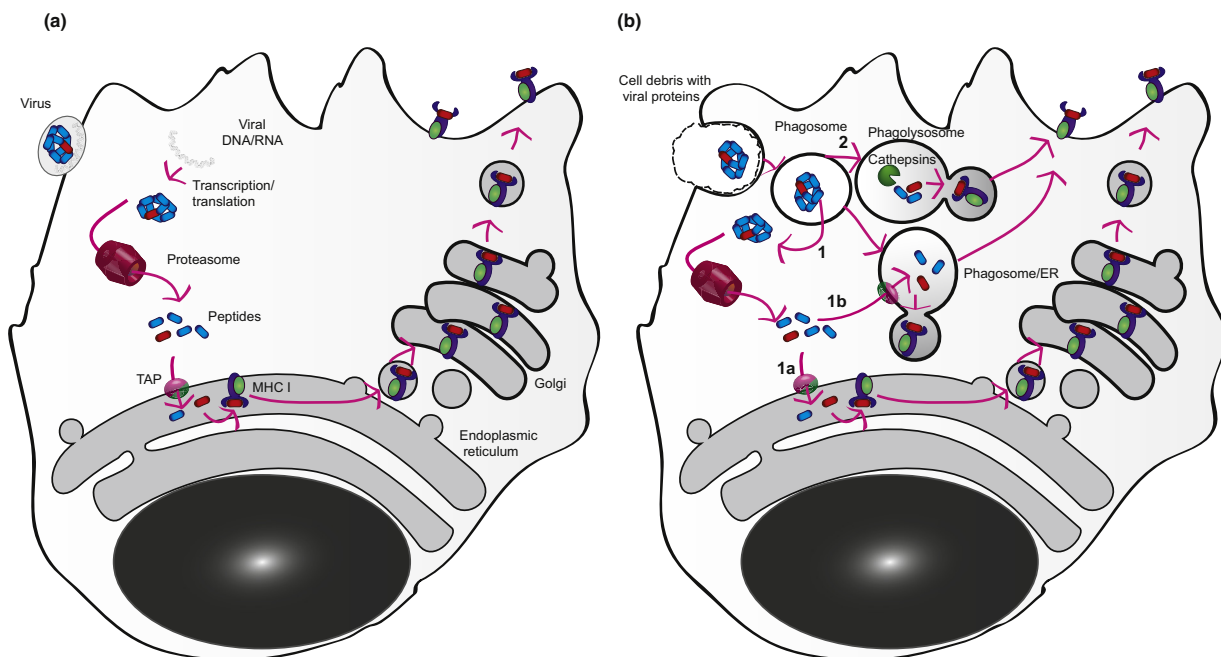 (a)
Virus
Viral
DNA/RNA
Transcription/
translation
Proteasome
Peptides
TAP
MHC I
Golgi
Endoplasmic
reticulum
(b)
Cell debris with
viral proteins
Phagosome
2
Phagolysosome
Cathepsins
1
Phagosome/ER
1b
1a